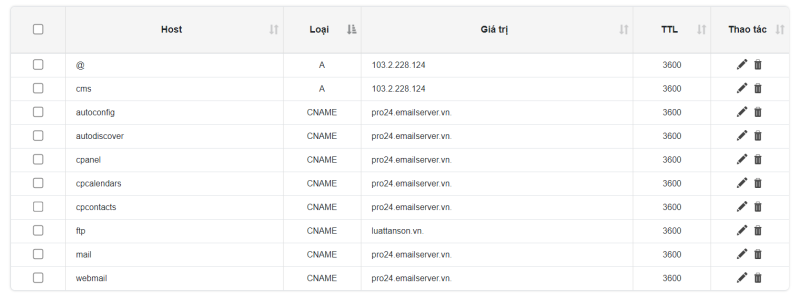 Host Loại Giá trị TTL Thao tác
@ A 103.2.228.124 3600
cms A 103.2.228.124 3600
autoconfig CNAME pro24.emailserver.vn. 3600
autodiscover CNAME pro24.emailserver.vn. 3600
cpanel CNAME pro24.emailserver.vn. 3600
cpcalendars CNAME pro24.emailserver.vn. 3600
cpcontacts CNAME pro24.emailserver.vn. 3600
ftp CNAME luattanson.vn. 3600
mail CNAME pro24.emailserver.vn. 3600
webmail CNAME pro24.emailserver.vn. 3600